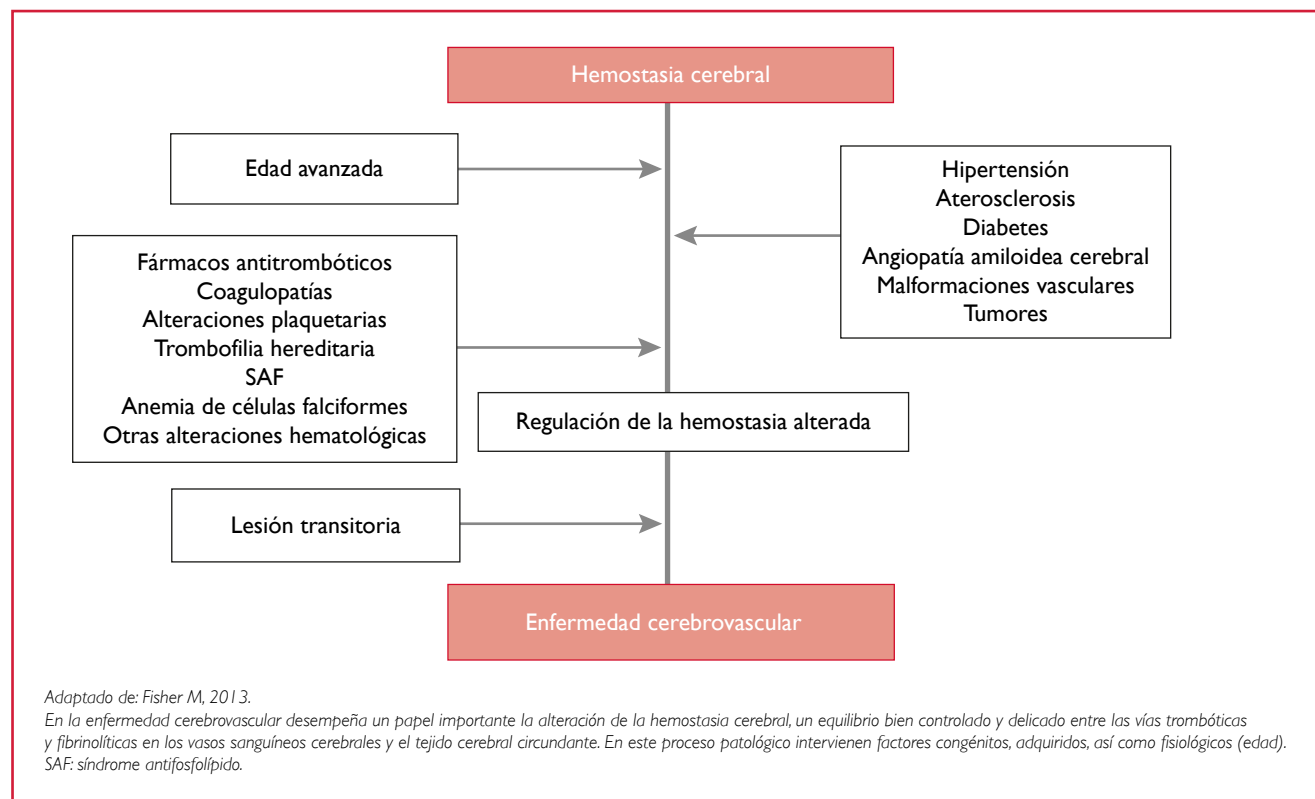 Hemostasia cerebral
Edad avanzada
Hipertensión
Aterosclerosis
Diabetes
Angiopatía amiloidea cerebral
Malformaciones vasculares
Tumores
Fármacos antitrombóticos
Coagulopatías
Alteraciones plaquetarias
Trombofilia hereditaria
SAF
Anemia de células falciformes
Otras alteraciones hematológicas
Regulación de la hemostasia alterada
Lesión transitoria
Enfermedad cerebrovascular
Adaptado de: Fisher M, 2013.
En la enfermedad cerebrovascular desempeña un papel importante la alteración de la hemostasia cerebral, un equilibrio bien controlado y delicado entre las vías trombóticas
y fibrinolíticas en los vasos sanguíneos cerebrales y el tejido cerebral circundante. En este proceso patológico intervienen factores congénitos, adquiridos, así como fisiológicos (edad).
SAF: síndrome antifosfolípido.